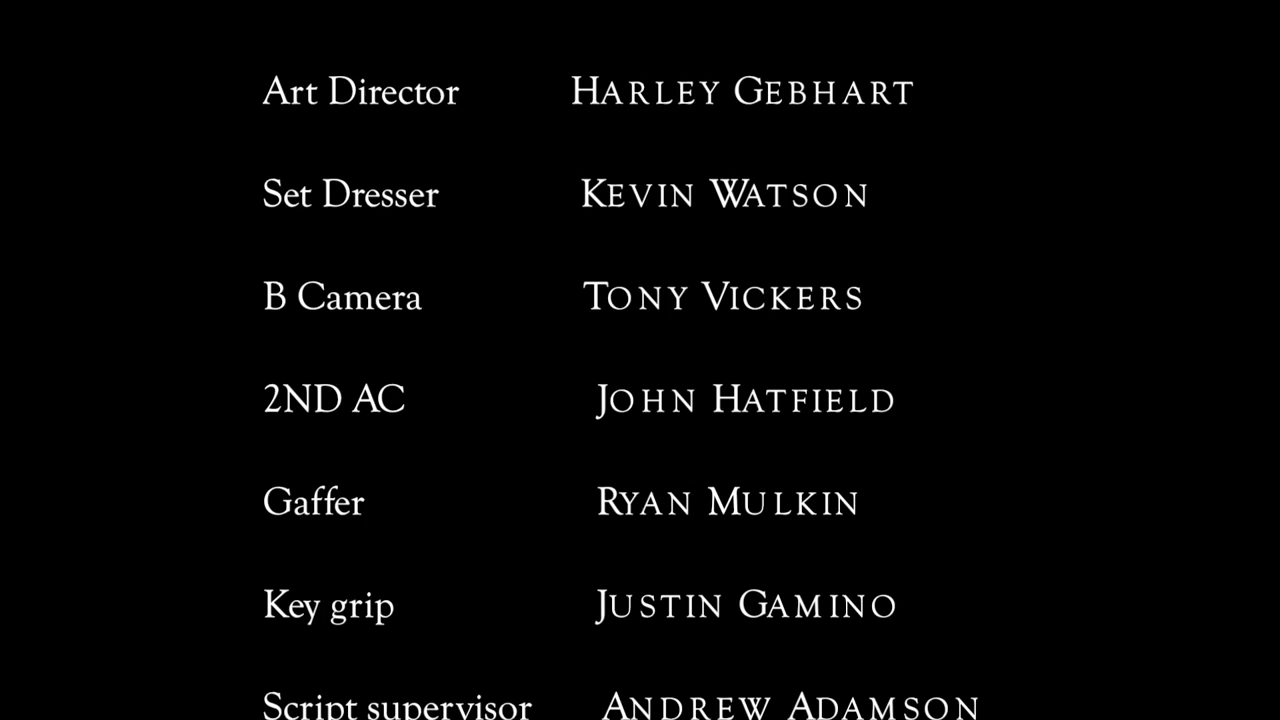 Art Director HARLEY GEBHART
Set Dresser KEVIN WATSON
B Camera TONY VICKERS
2ND AC JOHN HATFIELD
Gaffer RYAN MULKIN
Key grip JUSTIN GAMINO
Script supervisor ANDREW ADAMSON